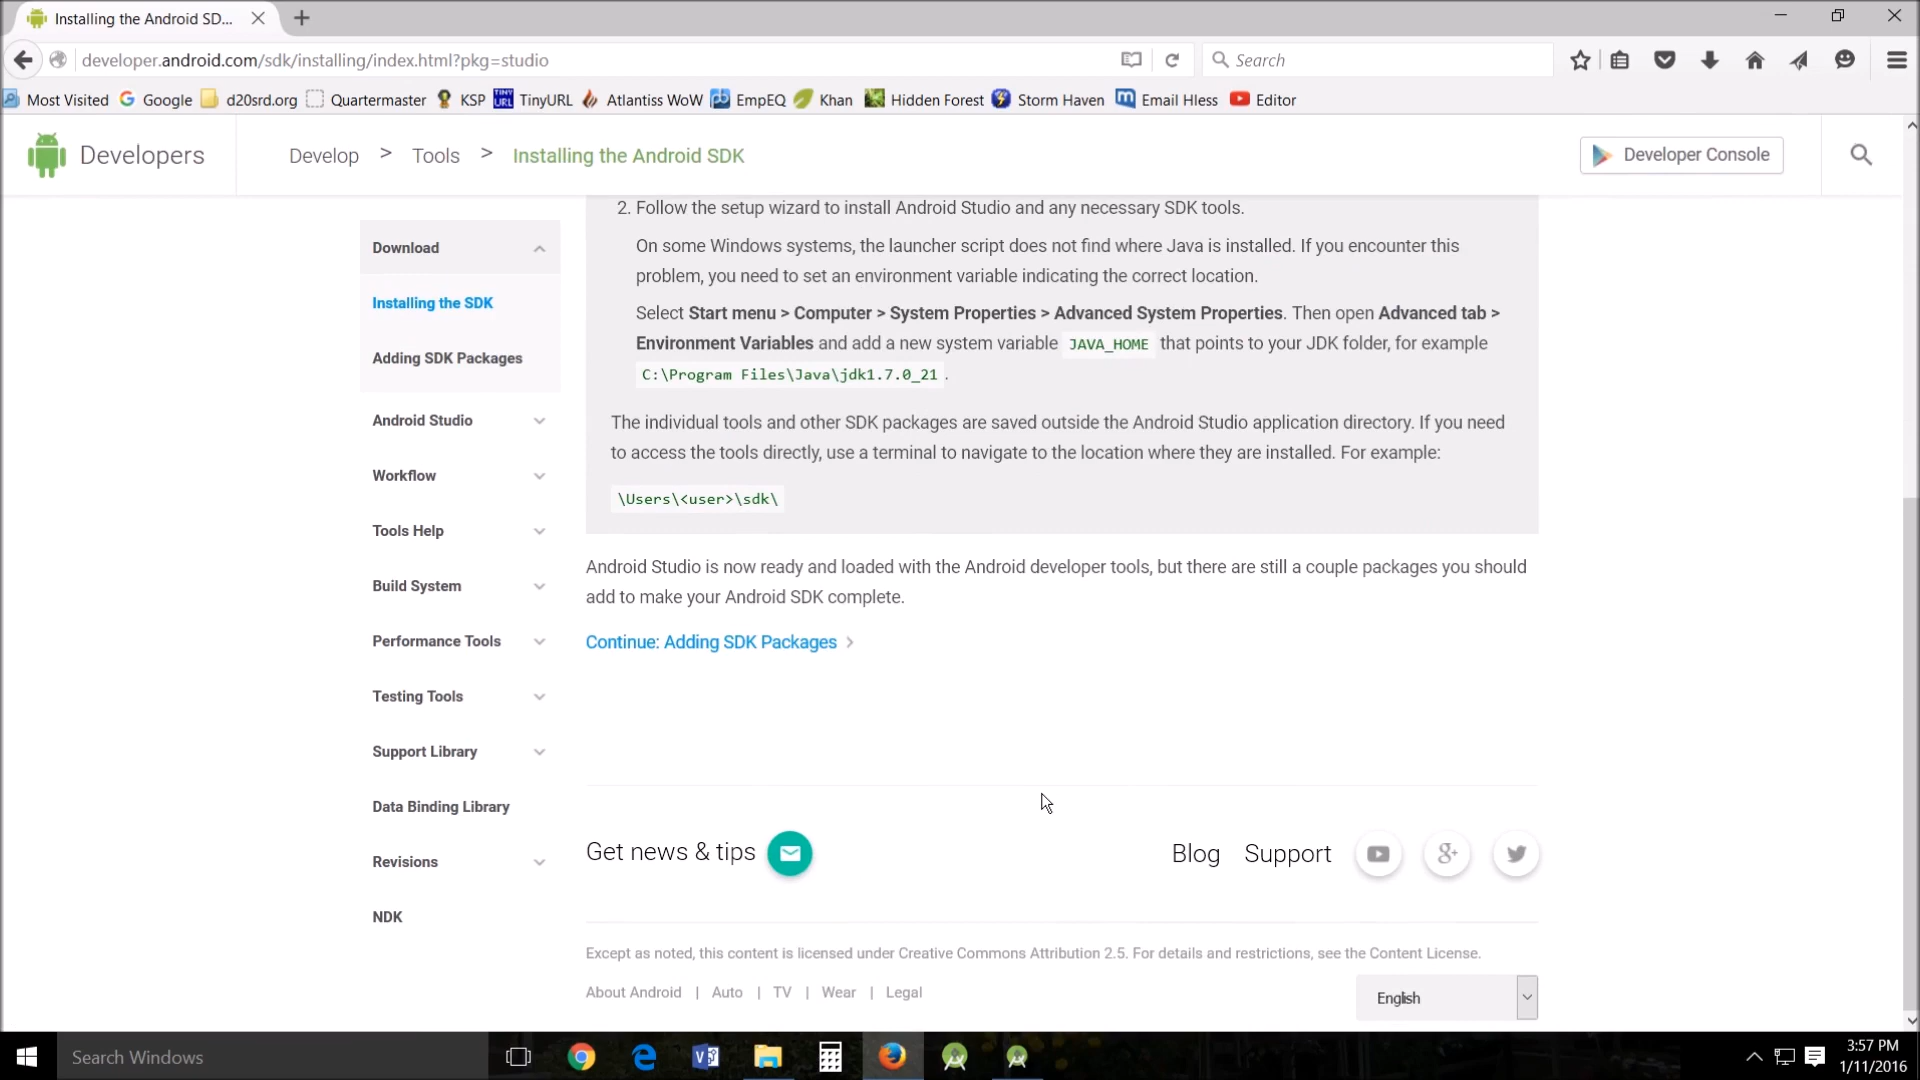 Installing the Android SD...
developer.android.com/sdk/installing/index.html?pkg=studio
Search
Most Visited Google d20srd.org Quartermaster KSP TinyURL Atlantiss WoW EmpEQ Khan Hidden Forest Storm Haven Email Hless Editor
Developers
Develop > Tools > Installing the Android SDK
Developer Console
2. Follow the setup wizard to install Android Studio and any necessary SDK tools.
On some Windows systems, the launcher script does not find where Java is installed. If you encounter this
problem, you need to set an environment variable indicating the correct location.
Select Start menu > Computer > System Properties > Advanced System Properties. Then open Advanced tab >
Environment Variables and add a new system variable JAVA_HOME that points to your JDK folder, for example
C:\Program Files\Java\jdk1.7.0_21.
The individual tools and other SDK packages are saved outside the Android Studio application directory. If you need
to access the tools directly, use a terminal to navigate to the location where they are installed. For example:
\Users\<user>\sdk\
Android Studio is now ready and loaded with the Android developer tools, but there are still a couple packages you should
add to make your Android SDK complete.
Continue: Adding SDK Packages
Download
Installing the SDK
Adding SDK Packages
Android Studio
Workflow
Tools Help
Build System
Performance Tools
Testing Tools
Support Library
Data Binding Library
Revisions
NDK
Get news & tips
Blog Support
Except as noted, this content is licensed under Creative Commons Attribution 2.5. For details and restrictions, see the Content License.
About Android | Auto | TV | Wear | Legal
English
Search Windows
3:57 PM
1/11/2016